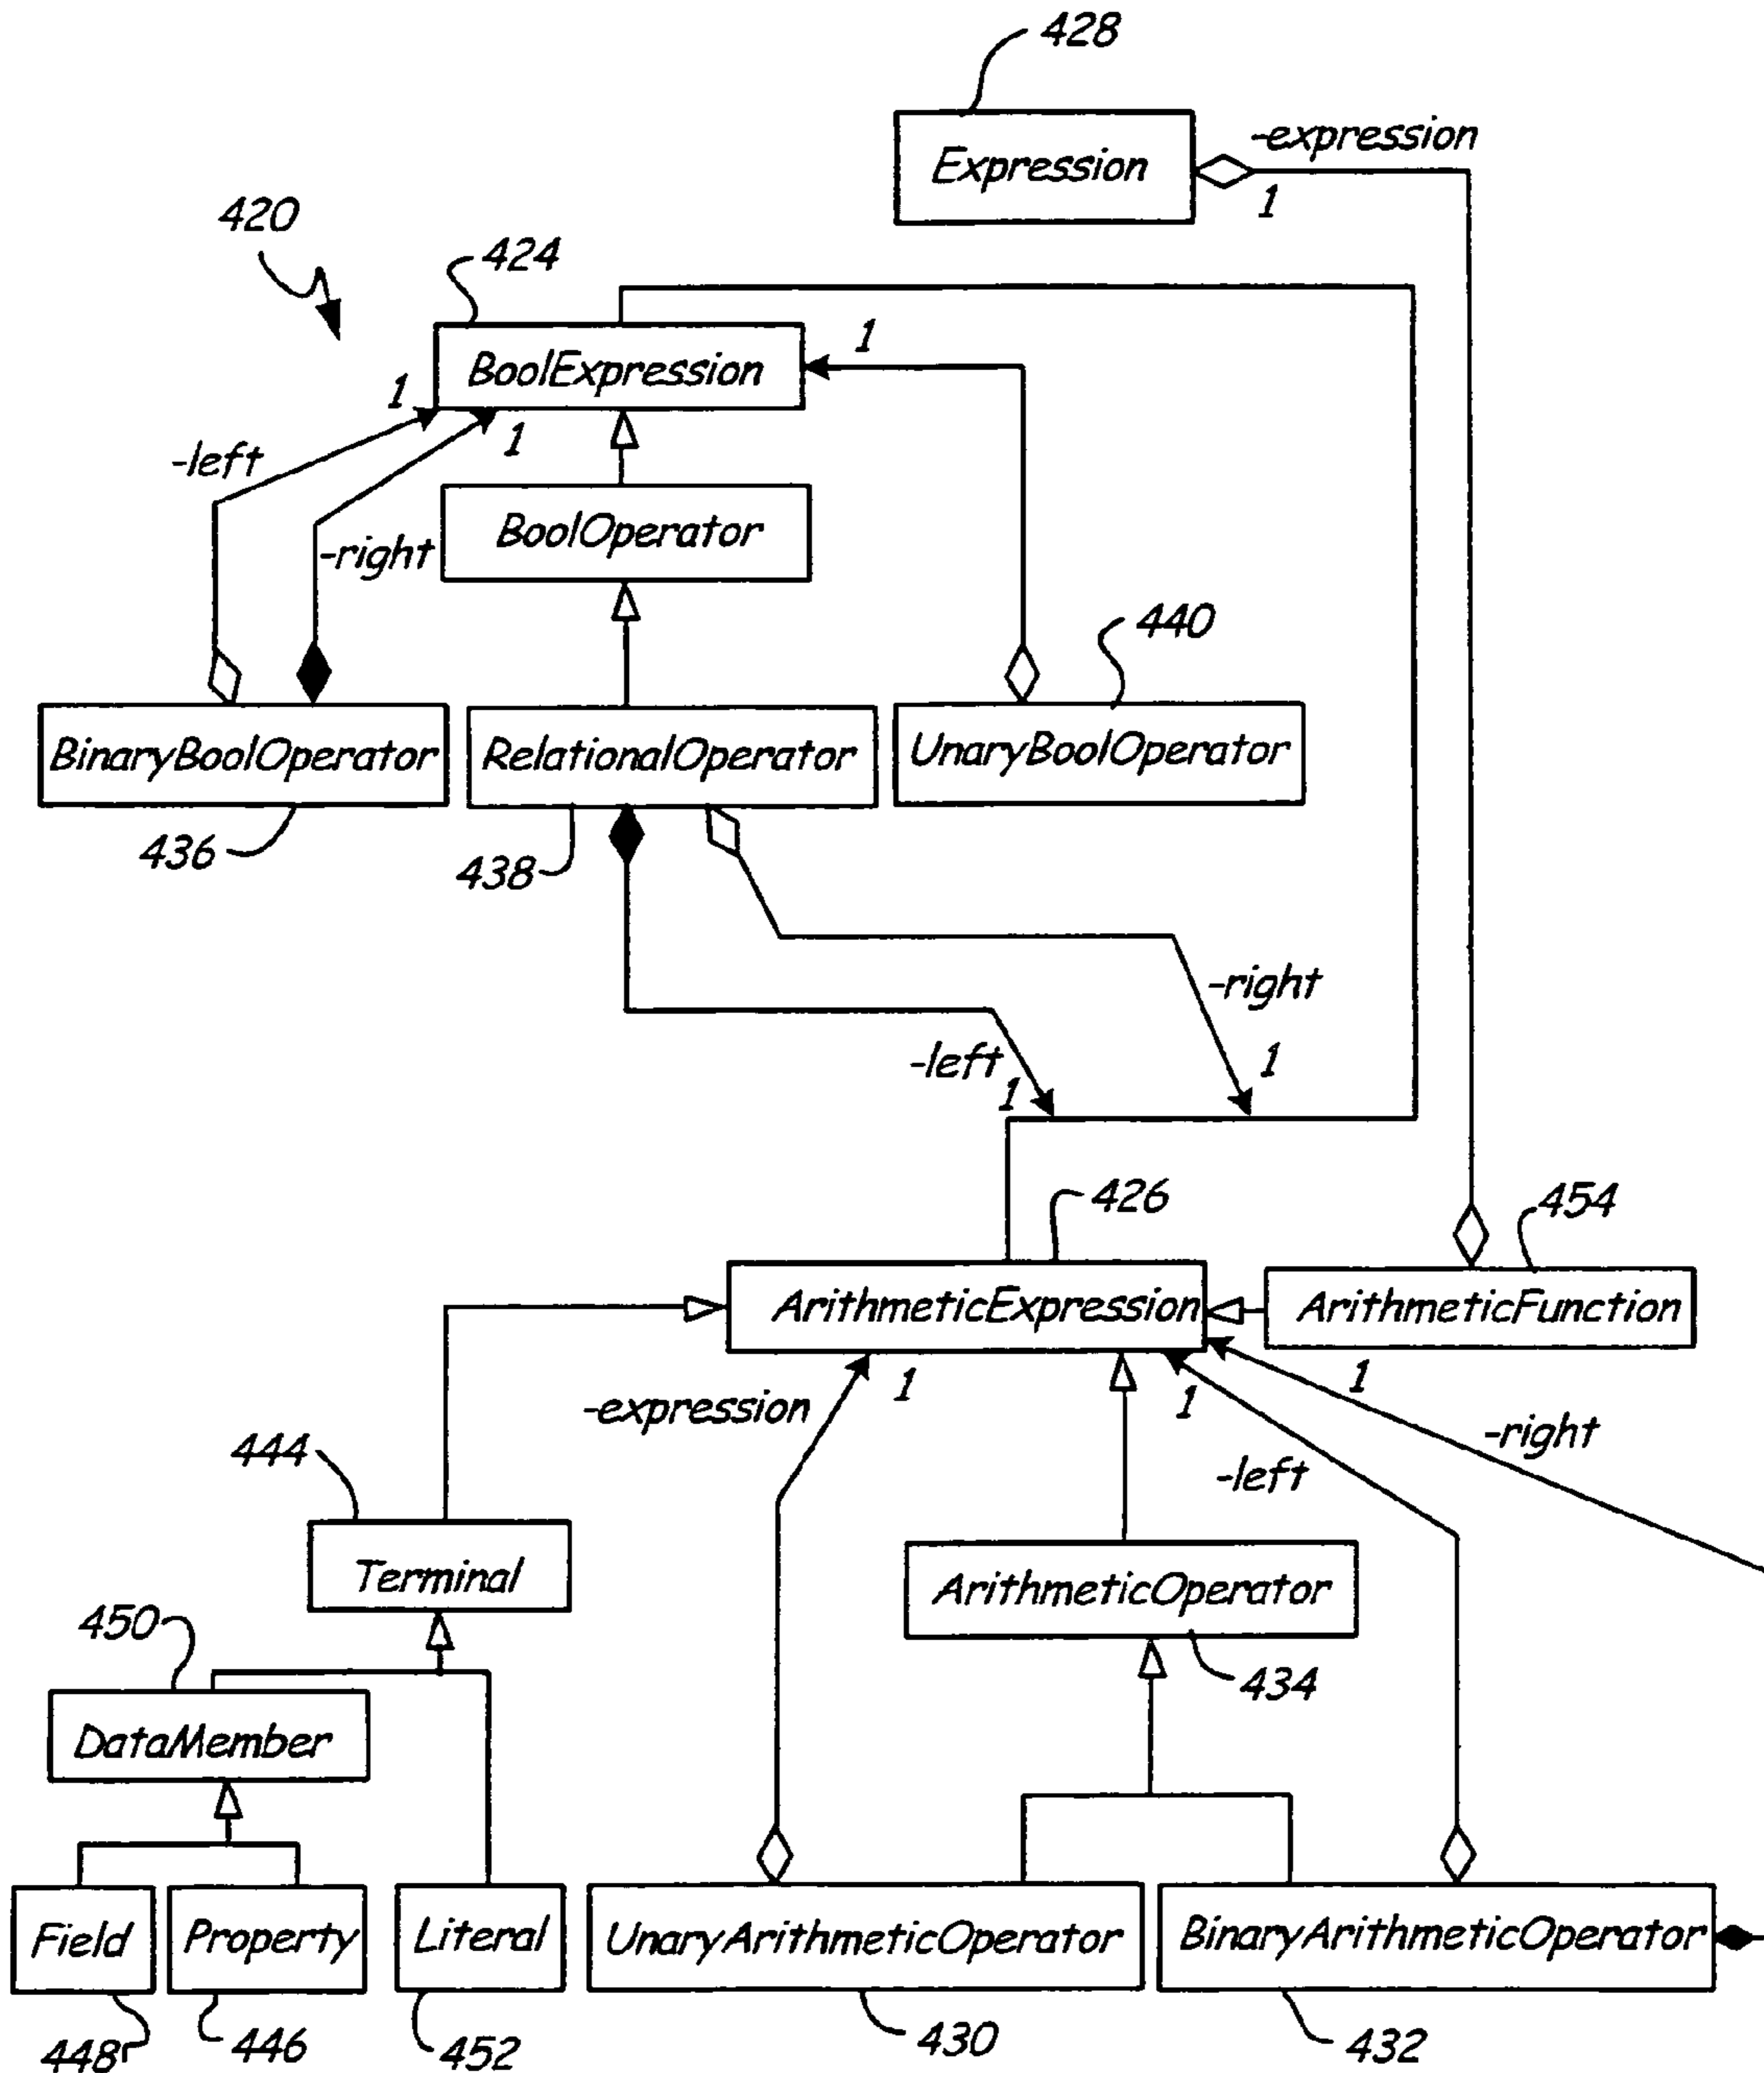 428
Expression
-expression
1
420
424
BoolExpression
1
1
1
-left
-right
BoolOperator
440
BinaryBoolOperator
RelationalOperator
UnaryBoolOperator
436
438
-right
-left
1
1
426
454
ArithmeticExpression
ArithmeticFunction
1
1
1
-expression
-left
-right
444
Terminal
ArithmeticOperator
450
434
DataMember
Field
Property
Literal
UnaryArithmeticOperator
BinaryArithmeticOperator
448
446
452
430
432